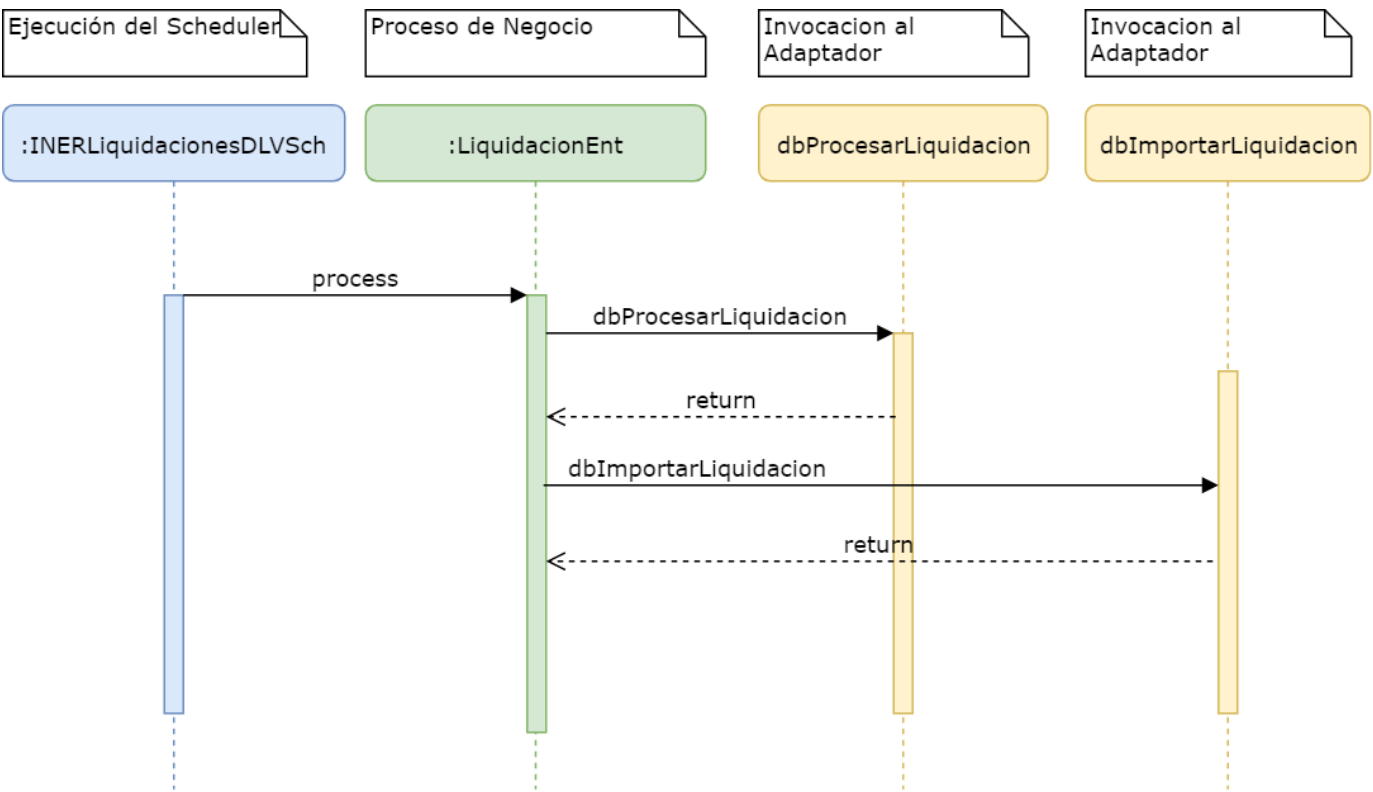 Ejecución del Scheduler
Proceso de Negocio
Invocacion al
Adaptador
Invocacion al
Adaptador
:INERLiquidacionesDLVSch
:LiquidacionEnt
dbProcesarLiquidacion
dbImportarLiquidacion
process
dbProcesarLiquidacion
return
dbImportarLiquidacion
return